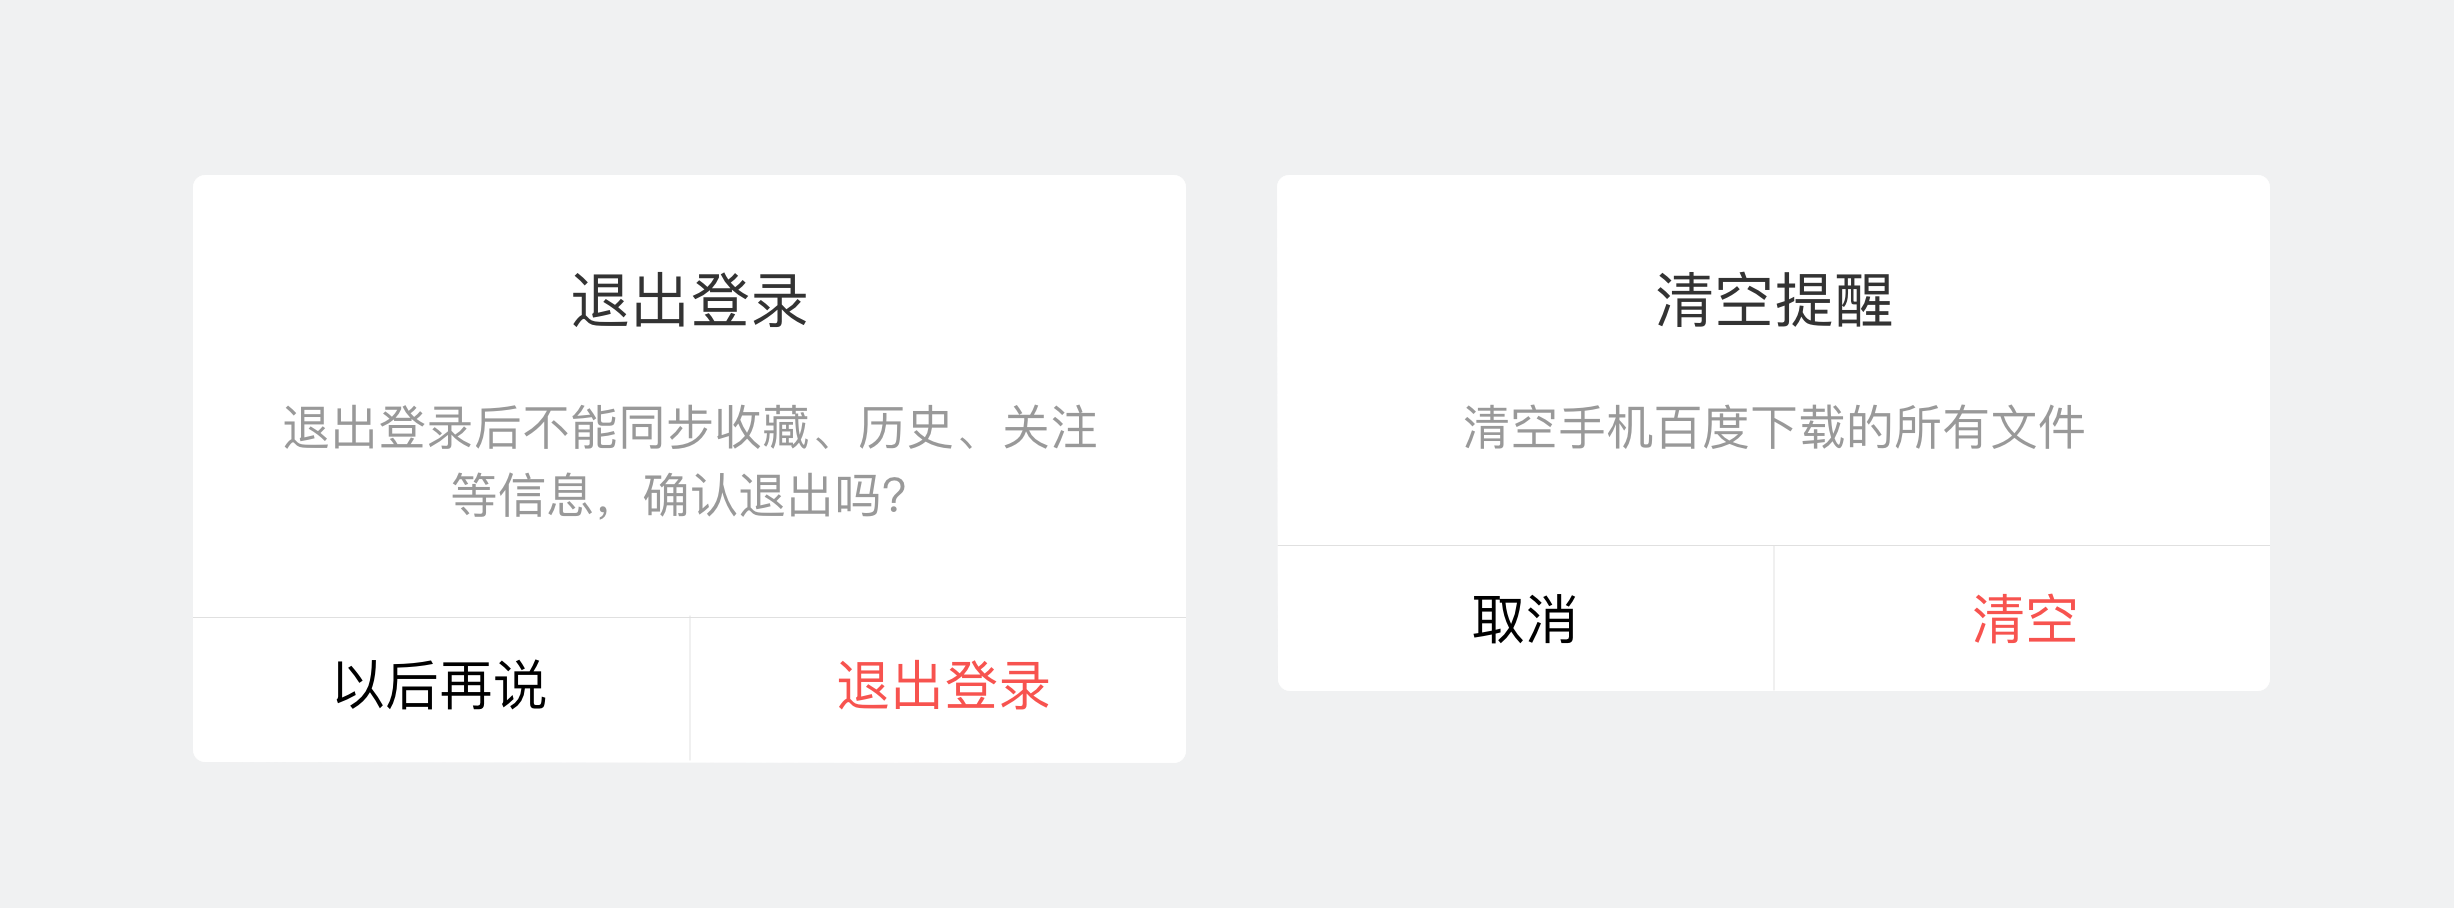 退出登录
退出登录后不能同步收藏、历史、关注
等信息，确认退出吗?
以后再说
退出登录
清空提醒
清空手机百度下载的所有文件
取消
清空